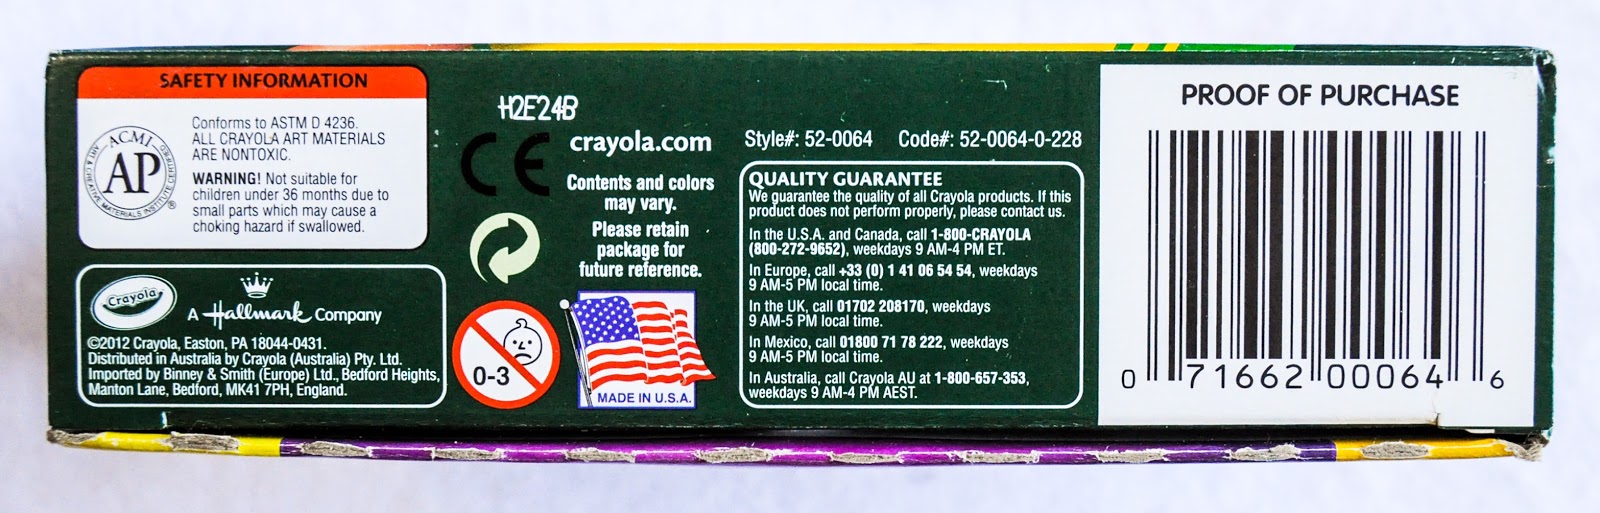 SAFETY INFORMATION
ACMI
AP
ART & CREATIVE MATERIALS INSTITUTE CERTIFIED
®
Conforms to ASTM D 4236.
ALL CRAYOLA ART MATERIALS
ARE NONTOXIC.
WARNING! Not suitable for
children under 36 months due to
small parts which may cause a
choking hazard if swallowed.
Crayola
A Hallmark Company
©2012 Crayola, Easton, PA 18044-0431.
Distributed in Australia by Crayola (Australia) Pty. Ltd.
Imported by Binney & Smith (Europe) Ltd., Bedford Heights,
Manton Lane, Bedford, MK41 7PH, England.
H2E24B
CE
crayola.com
Contents and colors
may vary.
Please retain
package for
future reference.
0-3
MADE IN U.S.A.
Style#: 52-0064 Code#: 52-0064-0-228
QUALITY GUARANTEE
We guarantee the quality of all Crayola products. If this
product does not perform properly, please contact us.
In the U.S.A. and Canada, call 1-800-CRAYOLA
(800-272-9652), weekdays 9 AM-4 PM ET.
In Europe, call +33 (0) 1 41 06 54 54, weekdays
9 AM-5 PM local time.
In the UK, call 01702 208170, weekdays
9 AM-5 PM local time.
In Mexico, call 01800 71 78 222, weekdays
9 AM-5 PM local time.
In Australia, call Crayola AU at 1-800-657-353,
weekdays 9 AM-4 PM AEST.
PROOF OF PURCHASE
0 71662 00064 6